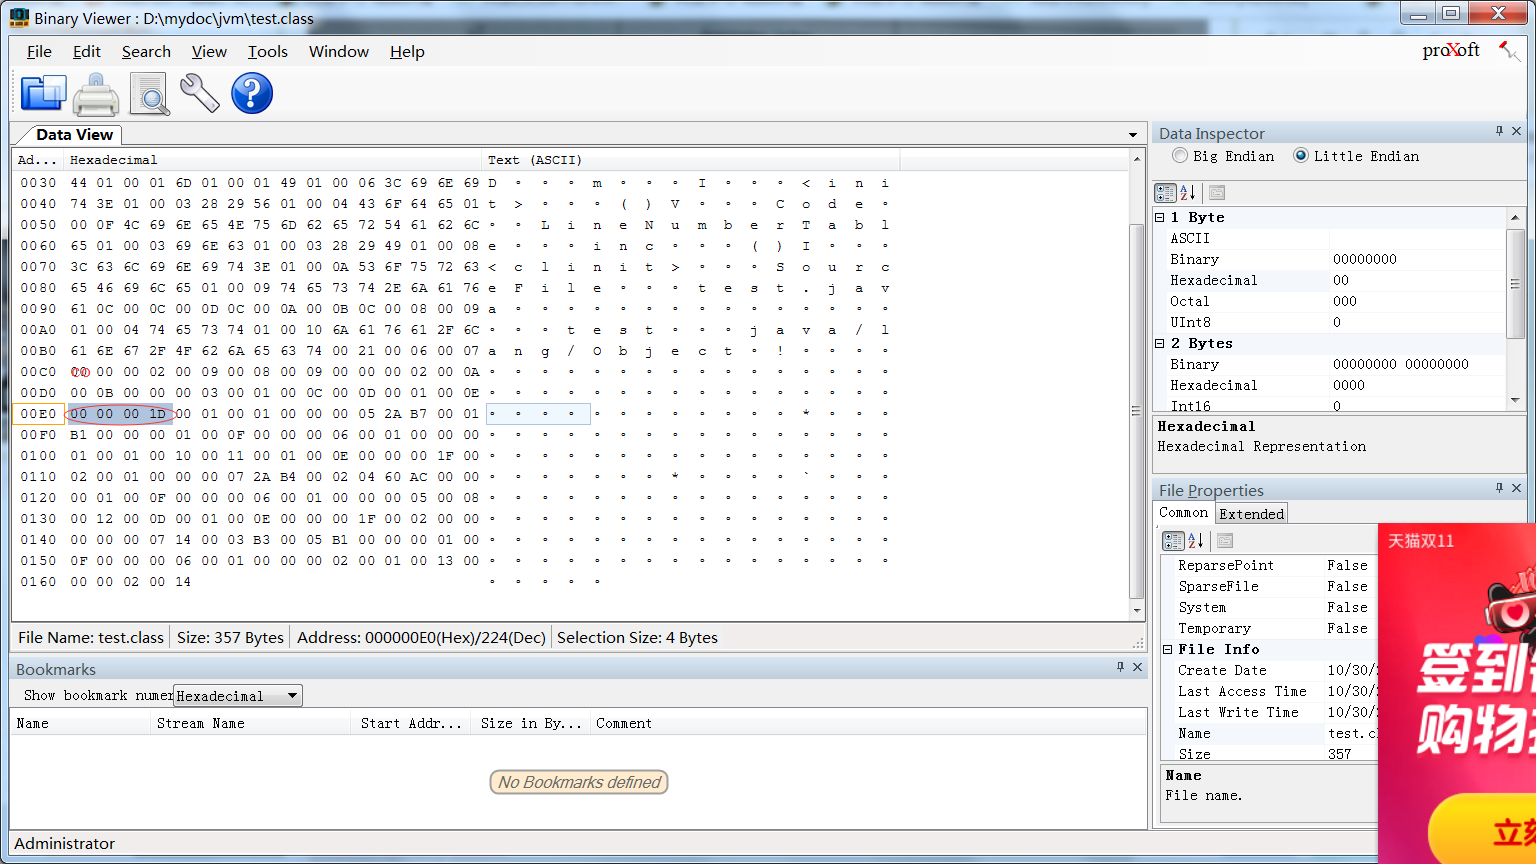 Binary Viewer : D:\mydoc\jvm\test.class
File Edit Search View Tools Window Help
proXsoft
Data View
Ad... Hexadecimal Text (ASCII)
0030 44 01 00 01 6D 01 00 01 49 01 00 06 3C 69 6E 69 D . . . m . . . I . . . < i n i
0040 74 3E 01 00 03 28 29 56 01 00 04 43 6F 64 65 01 t > . . . ( ) V . . . C o d e .
0050 00 0F 4C 69 6E 65 4E 75 6D 62 65 72 54 61 62 6C . . L i n e N u m b e r T a b l
0060 65 01 00 03 69 6E 63 01 00 03 28 29 49 01 00 08 e . . . i n c . . . ( ) I . . .
0070 3C 63 6C 69 6E 69 74 3E 01 00 0A 53 6F 75 72 63 < c l i n i t > . . . S o u r c
0080 65 46 69 6C 65 01 00 09 74 65 73 74 2E 6A 61 76 e F i l e . . . t e s t . j a v
0090 61 0C 00 0C 00 0D 0C 00 0A 00 0B 0C 00 08 00 09 a . . . . . . . . . . . . . . .
00A0 01 00 04 74 65 73 74 01 00 10 6A 61 76 61 2F 6C . . . t e s t . . . j a v a / l
00B0 61 6E 67 2F 4F 62 6A 65 63 74 00 21 00 06 00 07 a n g / O b j e c t . ! . . . .
00C0 00 00 00 02 00 09 00 08 00 09 00 00 00 02 00 0A . . . . . . . . . . . . . . . .
00D0 00 0B 00 00 00 03 00 01 00 0C 00 0D 00 01 00 0E . . . . . . . . . . . . . . . .
00E0 00 00 00 1D 00 01 00 01 00 00 00 05 2A B7 00 01 . . . . . . . . . . . . * . . .
00F0 B1 00 00 00 01 00 0F 00 00 00 06 00 01 00 00 00 . . . . . . . . . . . . . . . .
0100 01 00 01 00 10 00 11 00 01 00 0E 00 00 00 1F 00 . . . . . . . . . . . . . . . .
0110 02 00 01 00 00 00 07 2A B4 00 02 04 60 AC 00 00 . . . . . . . * . . . . ` . . .
0120 00 01 00 0F 00 00 00 06 00 01 00 00 00 05 00 08 . . . . . . . . . . . . . . . .
0130 00 12 00 0D 00 01 00 0E 00 00 00 1F 00 02 00 00 . . . . . . . . . . . . . . . .
0140 00 00 00 07 14 00 03 B3 00 05 B1 00 00 00 01 00 . . . . . . . . . . . . . . . .
0150 0F 00 00 00 06 00 01 00 00 00 02 00 01 00 13 00 . . . . . . . . . . . . . . . .
0160 00 00 02 00 14 . . . . .
File Name: test.class Size: 357 Bytes Address: 000000E0(Hex)/224(Dec) Selection Size: 4 Bytes
Bookmarks
Show bookmark numer Hexadecimal
Name Stream Name Start Addr... Size in By... Comment
No Bookmarks defined
Administrator
Data Inspector
Big Endian Little Endian
1 Byte
ASCII
Binary 00000000
Hexadecimal 00
Octal 000
UInt8 0
2 Bytes
Binary 00000000 00000000
Hexadecimal 0000
Int16 0
Hexadecimal
Hexadecimal Representation
File Properties
Common Extended
ReparsePoint False
SparseFile False
System False
Temporary False
File Info
Create Date 10/30/
Last Access Time 10/30/
Last Write Time 10/30/
Name test.c
Size 357
Name
File name.
天猫双11
签到
购物
立刻